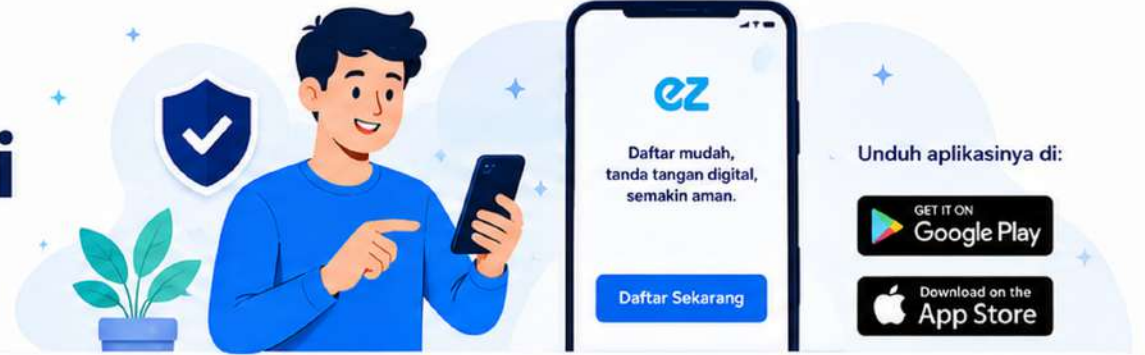 i
ez
Daftar mudah,
tanda tangan digital,
semakin aman.
Daftar Sekarang
Unduh aplikasinya di:
GET IT ON
Google Play
Download on the
App Store